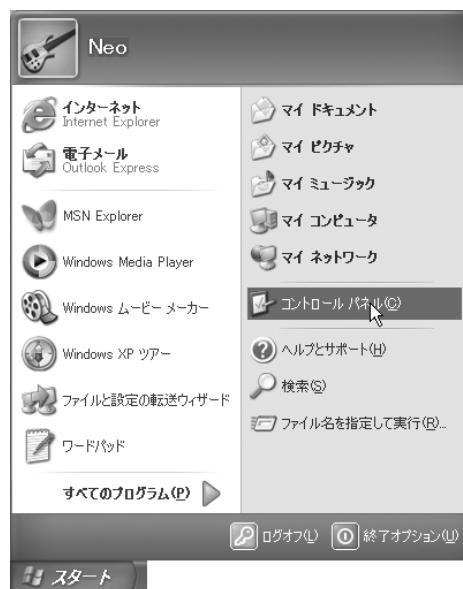 Neo
インターネット
Internet Explorer
電子メール
Outlook Express
MSN Explorer
Windows Media Player
Windows ムービー メーカー
Windows XP ツアー
ファイルと設定の転送ウィザード
ワードパッド
すべてのプログラム(P)
マイ ドキュメント
マイ ピクチャ
マイ ミュージック
マイ コンピュータ
マイ ネットワーク
コントロール パネル(C)
ヘルプとサポート(H)
検索(S)
ファイル名を指定して実行(R)...
ログオフ(L)
終了オプション(U)
スタート